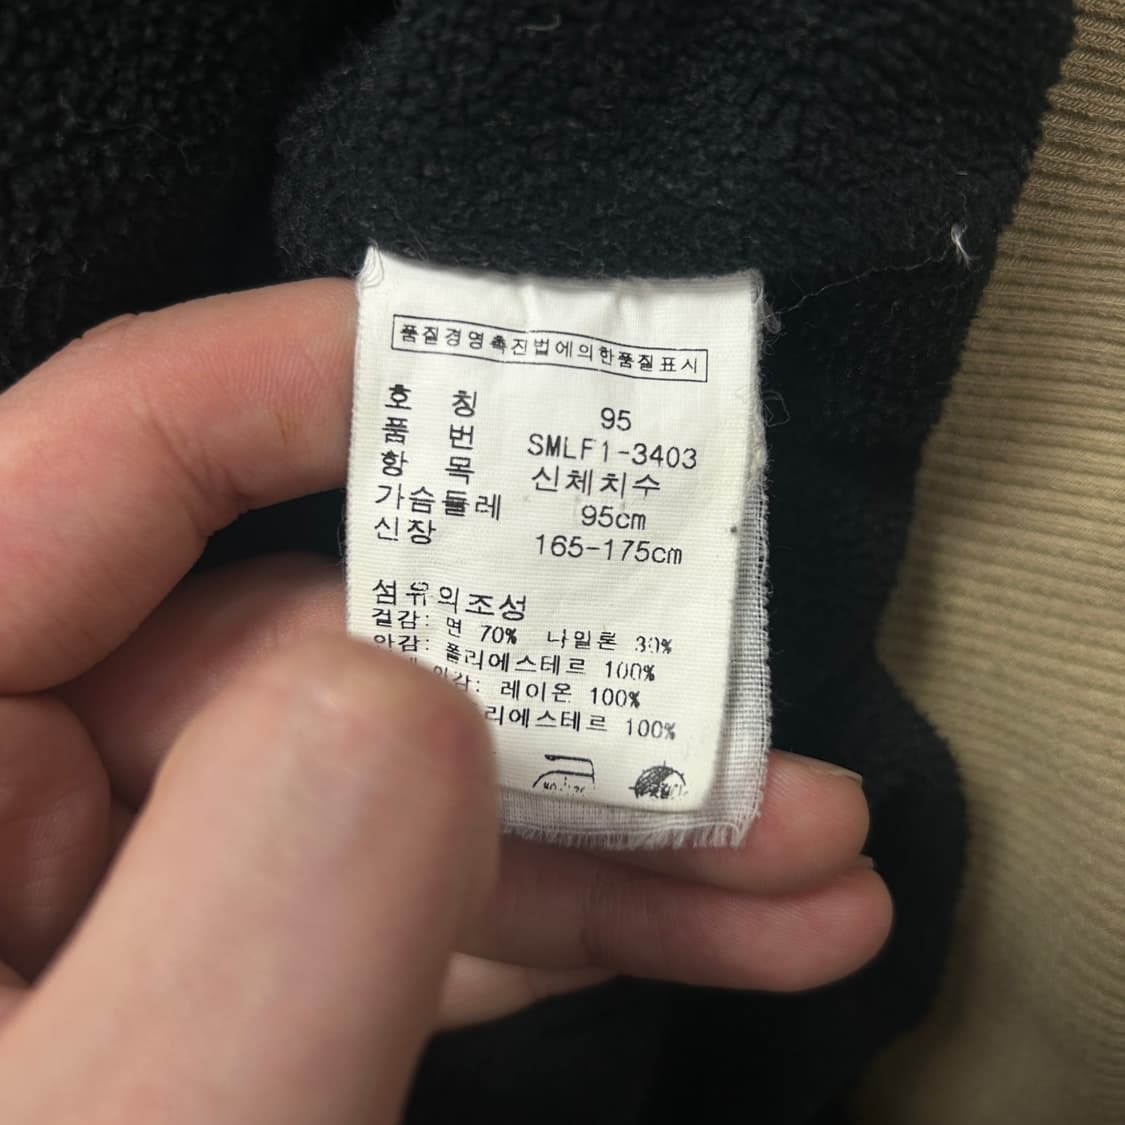 품질경영촉진법에의한품질표시
호 칭 95
품 번 SMLF1-3403
항 목 신체치수
가슴둘레 95cm
신장 165-175cm
섬유의조성
겉감: 면 70% 나일론 30%
안감: 폴리에스테르 100%
안감: 레이온 100%
리에스테르 100%